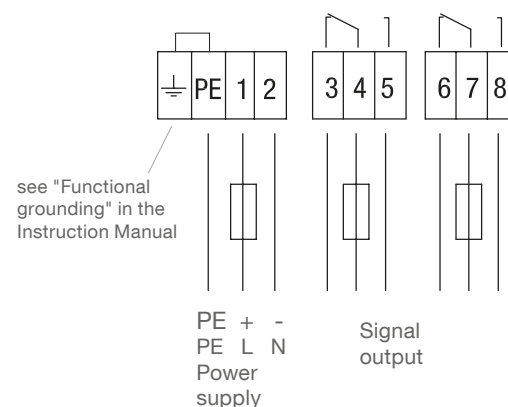 PE 1 2 3 4 5 6 7 8
see "Functional
grounding" in the
Instruction Manual
PE + -
PE L N
Power
supply
Signal
output